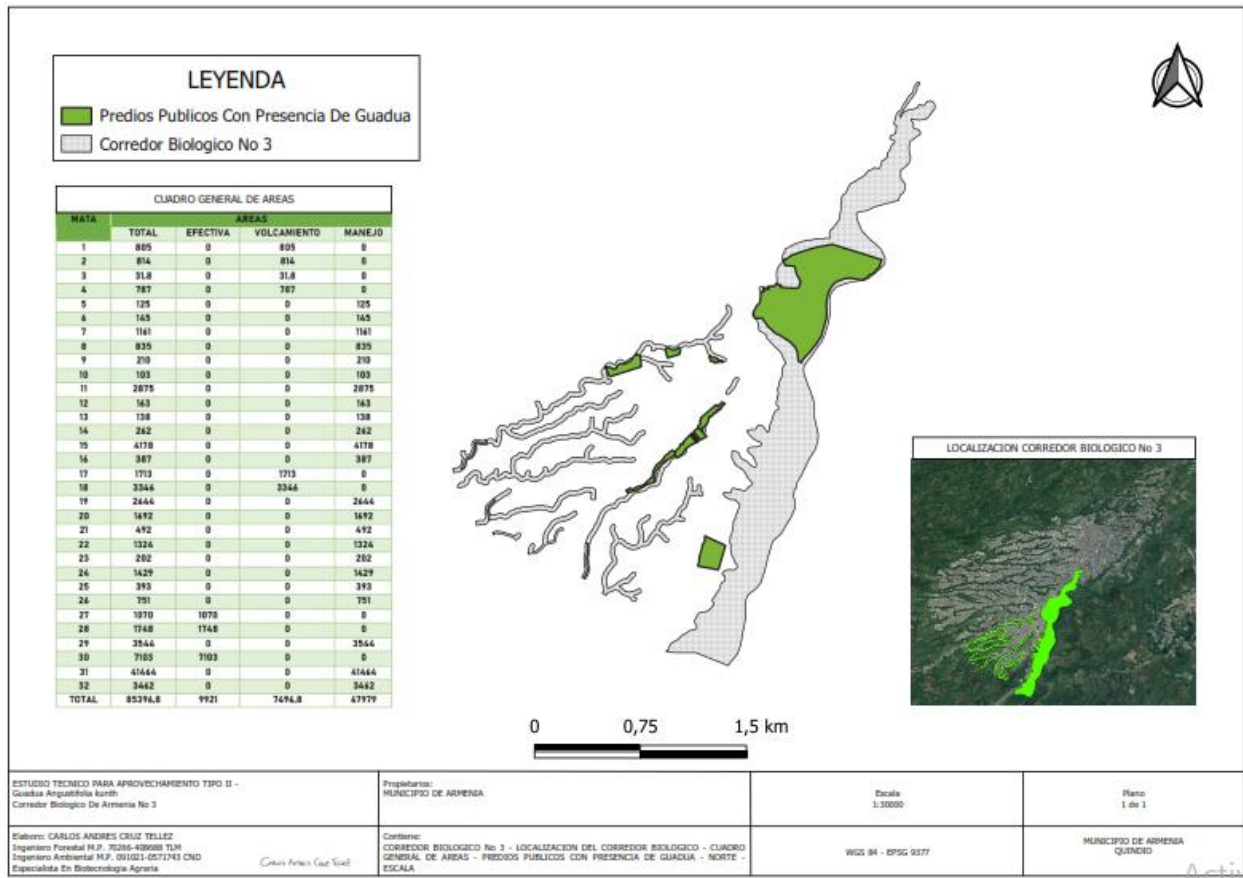 LEYENDA
Predios Publicos Con Presencia De Guadua
Corredor Biologico No 3
CUADRO GENERAL DE AREAS
MATA AREAS
TOTAL EFECTIVA VOLCAMIENTO MANEJO
1 805 0 805 0
2 814 0 814 0
3 31,8 0 31,8 0
4 787 0 787 0
5 125 0 0 125
6 145 0 0 145
7 1161 0 0 1161
8 835 0 0 835
9 210 0 0 210
10 103 0 0 103
11 2875 0 0 2875
12 163 0 0 163
13 138 0 0 138
14 262 0 0 262
15 4178 0 0 4178
16 387 0 0 387
17 1713 0 1713 0
18 3346 0 3346 0
19 2644 0 0 2644
20 1692 0 0 1692
21 492 0 0 492
22 1324 0 0 1324
23 202 0 0 202
24 1429 0 0 1429
25 393 0 0 393
26 751 0 0 751
27 1070 1070 0 0
28 1748 1748 0 0
29 3544 0 0 3544
30 7103 7103 0 0
31 41464 0 0 41464
32 3462 0 0 3462
TOTAL 85396,8 9921 7496,8 67979
LOCALIZACION CORREDOR BIOLOGICO No 3
0 0,75 1,5 km
ESTUDIO TECNICO PARA APROVECHAMIENTO TIPO II -
Guadua Angustifolia kunth
Corredor Biologico De Armenia No 3
Propietarios:
MUNICIPIO DE ARMENIA
Escala
1:30000
Plano
1 de 1
Elaboro: CARLOS ANDRES CRUZ TELLEZ
Ingeniero Forestal M.P. 70266-408688 TLM
Ingeniero Ambiental M.P. 091021-0571743 CND
Especialista En Biotecnologia Agraria
Carlos Andres Cruz Tellez
Contiene:
CORREDOR BIOLOGICO No 3 - LOCALIZACION DEL CORREDOR BIOLOGICO - CUADRO
GENERAL DE AREAS - PREDIOS PUBLICOS CON PRESENCIA DE GUADUA - NORTE -
ESCALA
WGS 84 - EPSG 9377
MUNICIPIO DE ARMENIA
QUINDIO